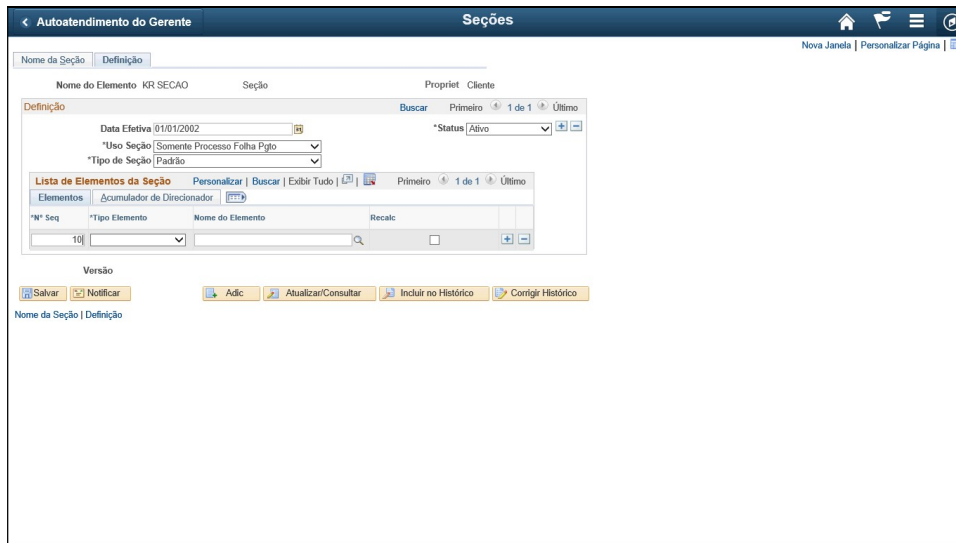 Autoatendimento do Gerente Seções
Nova Janela | Personalizar Página |
Nome da Seção Definição
Nome do Elemento KR SECAO Seção Propriet Cliente
Definição Buscar Primeiro 1 de 1 Último
Data Efetiva 01/01/2002 *Status Ativo
*Uso Seção Somente Processo Folha Pgto
*Tipo de Seção Padrão
Lista de Elementos da Seção Personalizar | Buscar | Exibir Tudo | | Primeiro 1 de 1 Último
Elementos Acumulador de Direcionador
*Nº Seq *Tipo Elemento Nome do Elemento Recalc
10
Versão
Salvar Notificar Adic Atualizar/Consultar Incluir no Histórico Corrigir Histórico
Nome da Seção | Definição